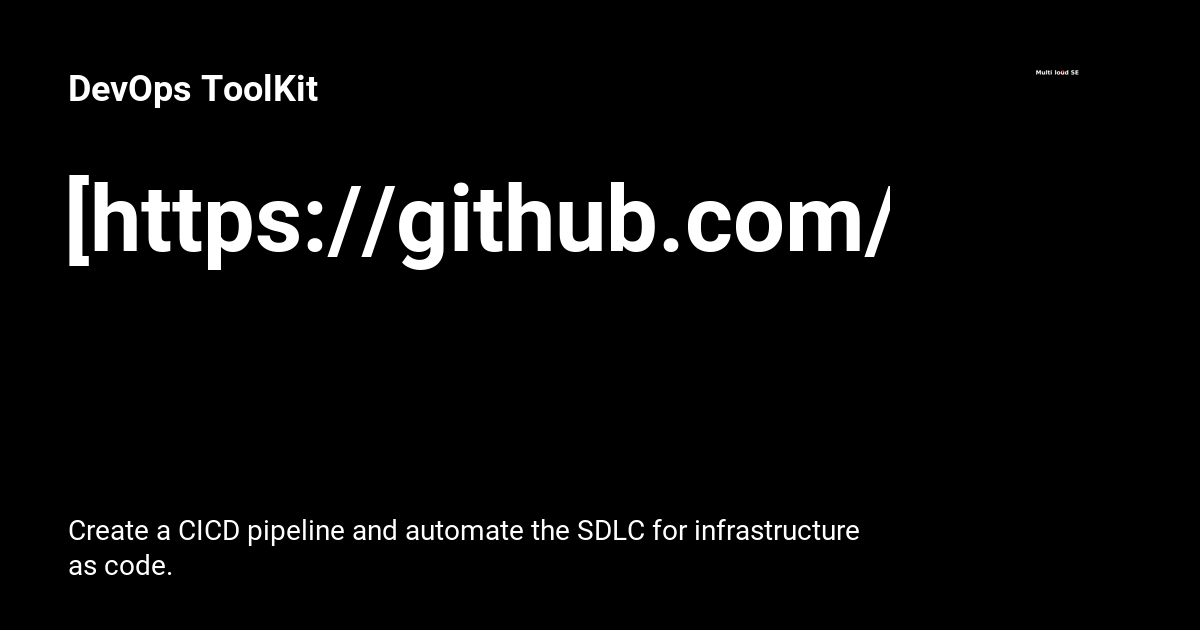 DevOps ToolKit
Multi loud SE
[https://github.com/
Create a CICD pipeline and automate the SDLC for infrastructure
as code.